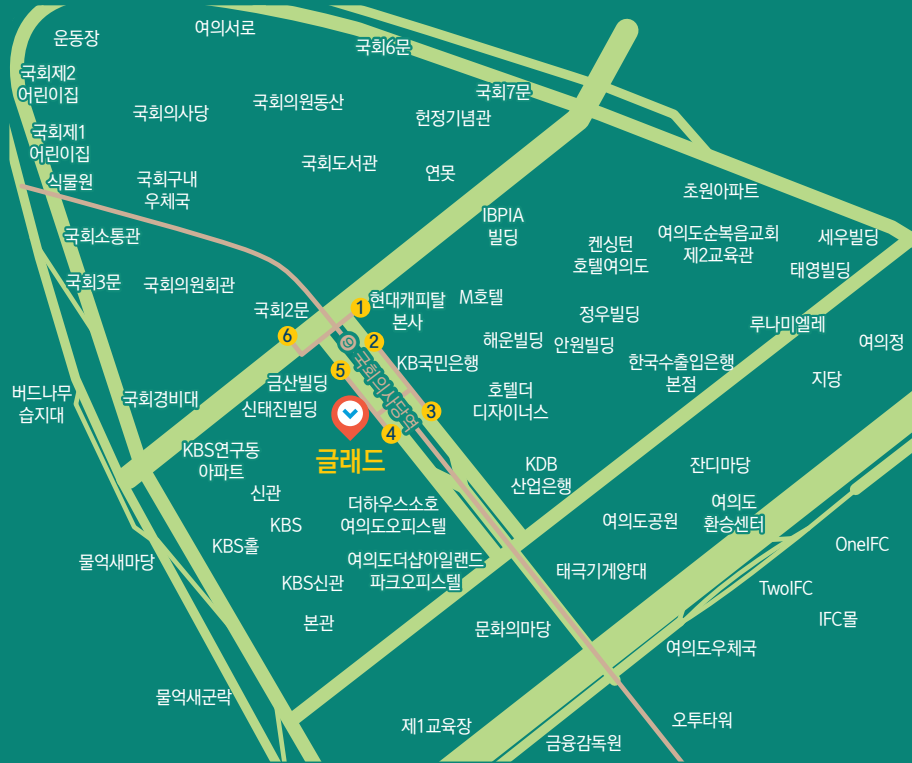 여의서로
운동장
국회6문
국회제2
어린이집
국회7문
국회의원동산
국회의사당
헌정기념관
국회제1
어린이집
국회도서관
연못
식물원
국회구내
우체국
초원아파트
IBPIA
빌딩
국회소통관
켄싱턴
호텔여의도
여의도순복음교회
제2교육관
세우빌딩
태영빌딩
국회3문
국회의원회관
국회2문
1
현대캐피탈
본사
M호텔
정우빌딩
루나미엘레
6
2
9
국회의사당역
해운빌딩
안원빌딩
여의정
KB국민은행
한국수출입은행
본점
5
금산빌딩
지당
버드나무
습지대
국회경비대
신태진빌딩
호텔더
디자이너스
3
4
글래드
KBS연구동
아파트
KDB
산업은행
잔디마당
신관
더하우스소호
여의도오피스텔
여의도
환승센터
KBS
여의도공원
KBS홀
OneIFC
물억새마당
여의도더샵아일랜드
파크오피스텔
태극기게양대
KBS신관
TwoIFC
본관
문화의마당
IFC몰
여의도우체국
물억새군락
제1교육장
오투타워
금융감독원